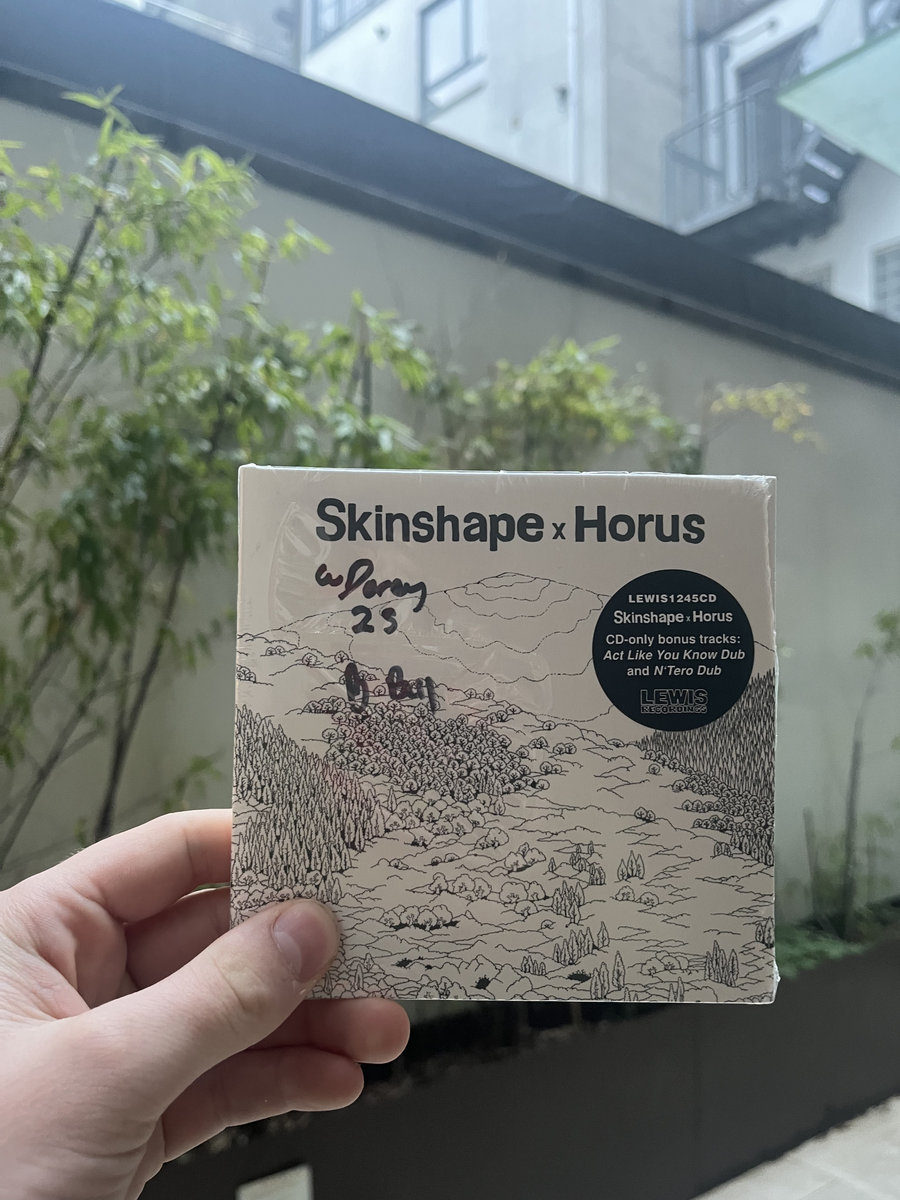 Skinshape x Horus
25
LEWIS1245CD
Skinshape x Horus
CD-only bonus tracks:
Act Like You Know Dub
and N'Tero Dub
LEWIS
RECORDINGS